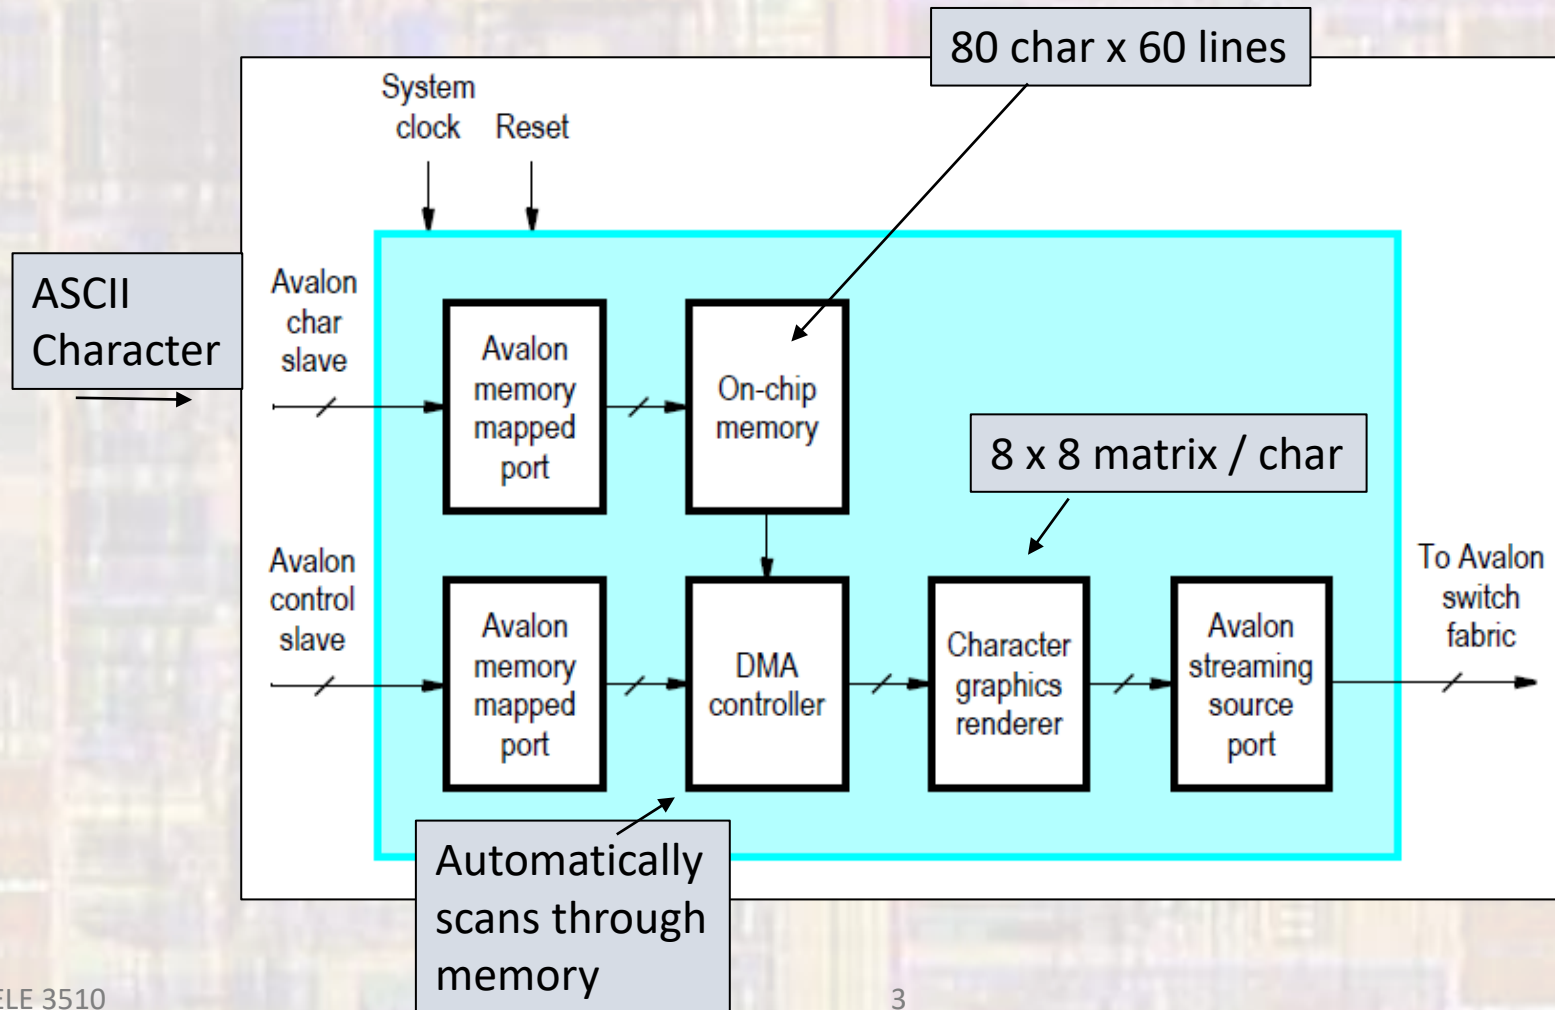 80 char x 60 lines
System
clock
Reset
ASCII
Character
Avalon
char
slave
Avalon
memory
mapped
port
On-chip
memory
8 x 8 matrix / char
Avalon
control
slave
Avalon
memory
mapped
port
DMA
controller
Character
graphics
renderer
Avalon
streaming
source
port
To Avalon
switch
fabric
Automatically
scans through
memory
ELE 3510
3